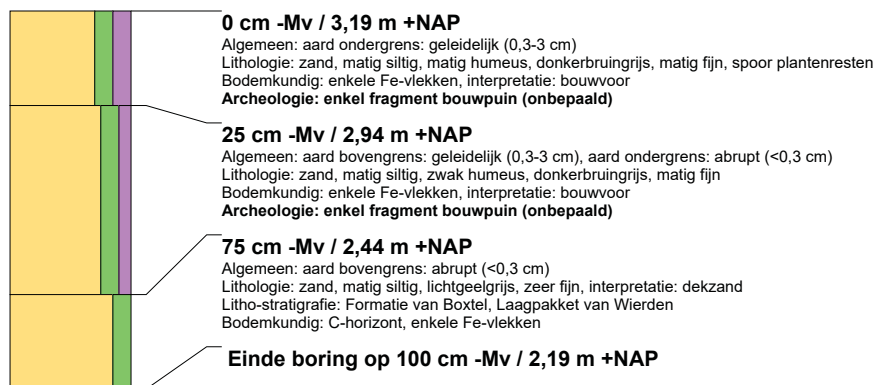 0 cm -Mv / 3,19 m +NAP
Algemeen: aard ondergrens: geleidelijk (0,3-3 cm)
Lithologie: zand, matig siltig, matig humeus, donkerbruingrijs, matig fijn, spoor plantenresten
Bodemkundig: enkele Fe-vlekken, interpretatie: bouwvoor
Archeologie: enkel fragment bouwpuin (onbepaald)
25 cm -Mv / 2,94 m +NAP
Algemeen: aard bovengrens: geleidelijk (0,3-3 cm), aard ondergrens: abrupt (<0,3 cm)
Lithologie: zand, matig siltig, zwak humeus, donkerbruingrijs, matig fijn
Bodemkundig: enkele Fe-vlekken, interpretatie: bouwvoor
Archeologie: enkel fragment bouwpuin (onbepaald)
75 cm -Mv / 2,44 m +NAP
Algemeen: aard bovengrens: abrupt (<0,3 cm)
Lithologie: zand, matig siltig, lichtgeelgrijs, zeer fijn, interpretatie: dekzand
Litho-stratigrafie: Formatie van Boxtel, Laagpakket van Wierden
Bodemkundig: C-horizont, enkele Fe-vlekken
Einde boring op 100 cm -Mv / 2,19 m +NAP